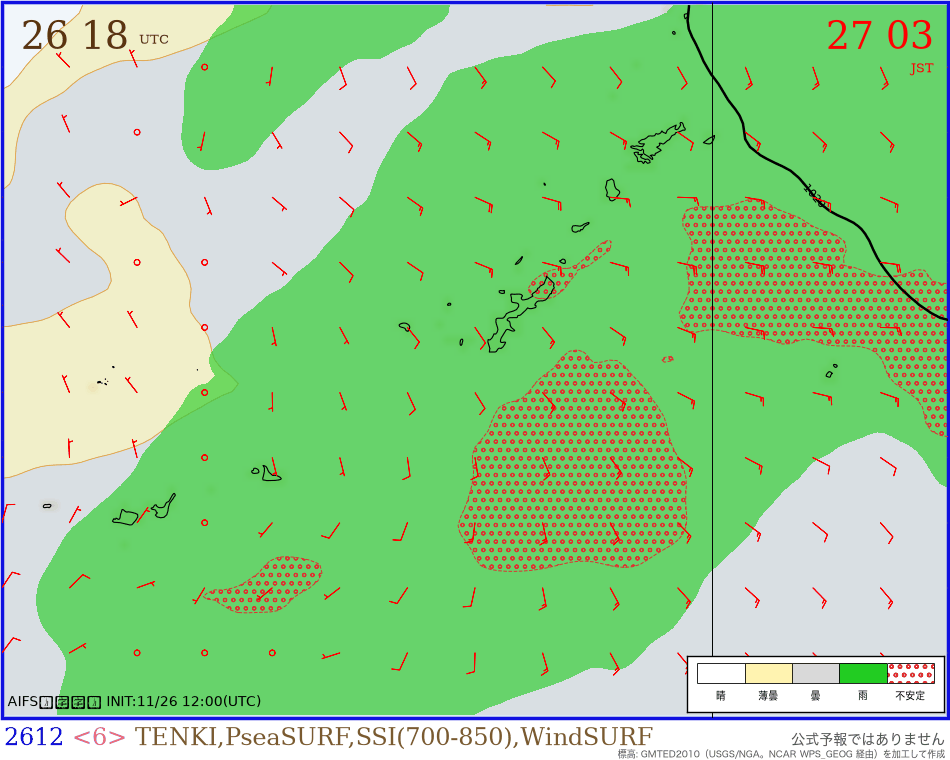 26 18 UTC
27 03
JST
1020
晴 薄曇 曇 雨 不安定
AIFS INIT:11/26 12:00(UTC)
2612 <6> TENKI,PseaSURF,SSI(700-850),WindSURF
公式予報ではありません
標高: GMTED2010（USGS/NGA。NCAR WPS_GEOG 経由）を加工して作成